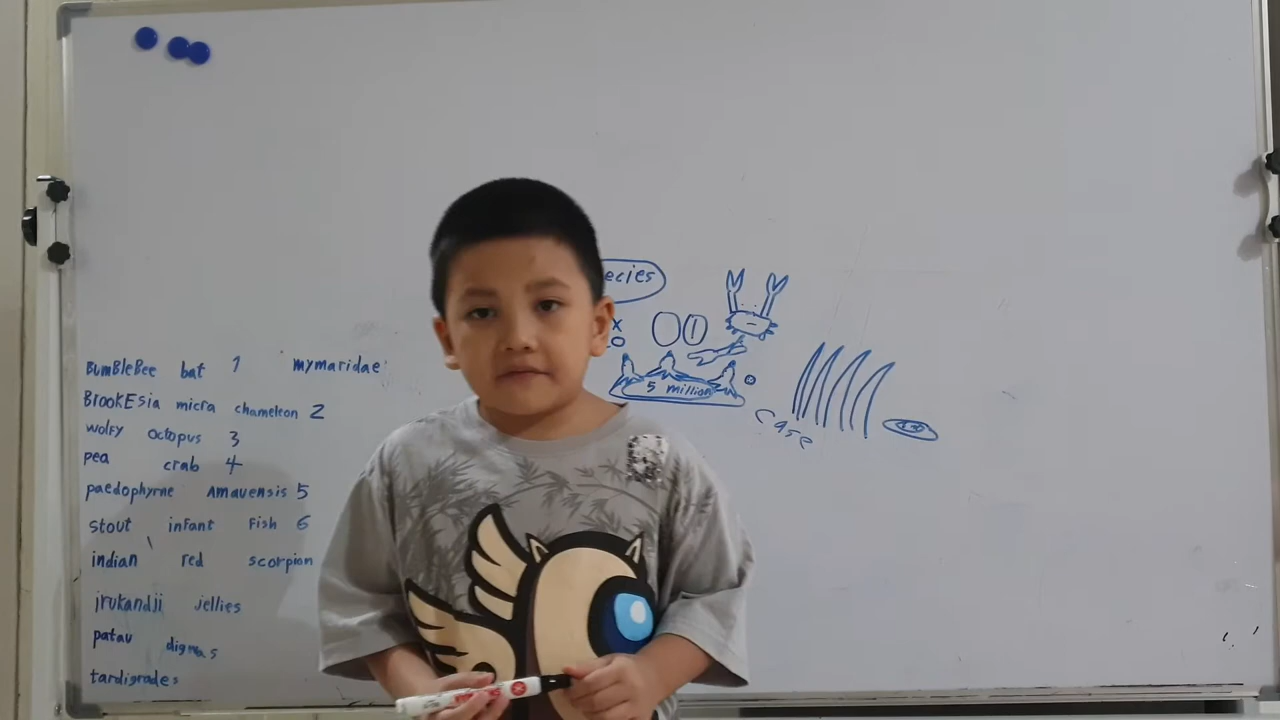 BumBleBee bat 1 mymaridae
BrookEsia micra chameleon 2
wolfy octopus 3
pea crab 4
paedophyrne Amauensis 5
stout infant Fish 6
indian red scorpion
jrukandji jellies
patau digmas
tardigrades
ecies
5 million
case